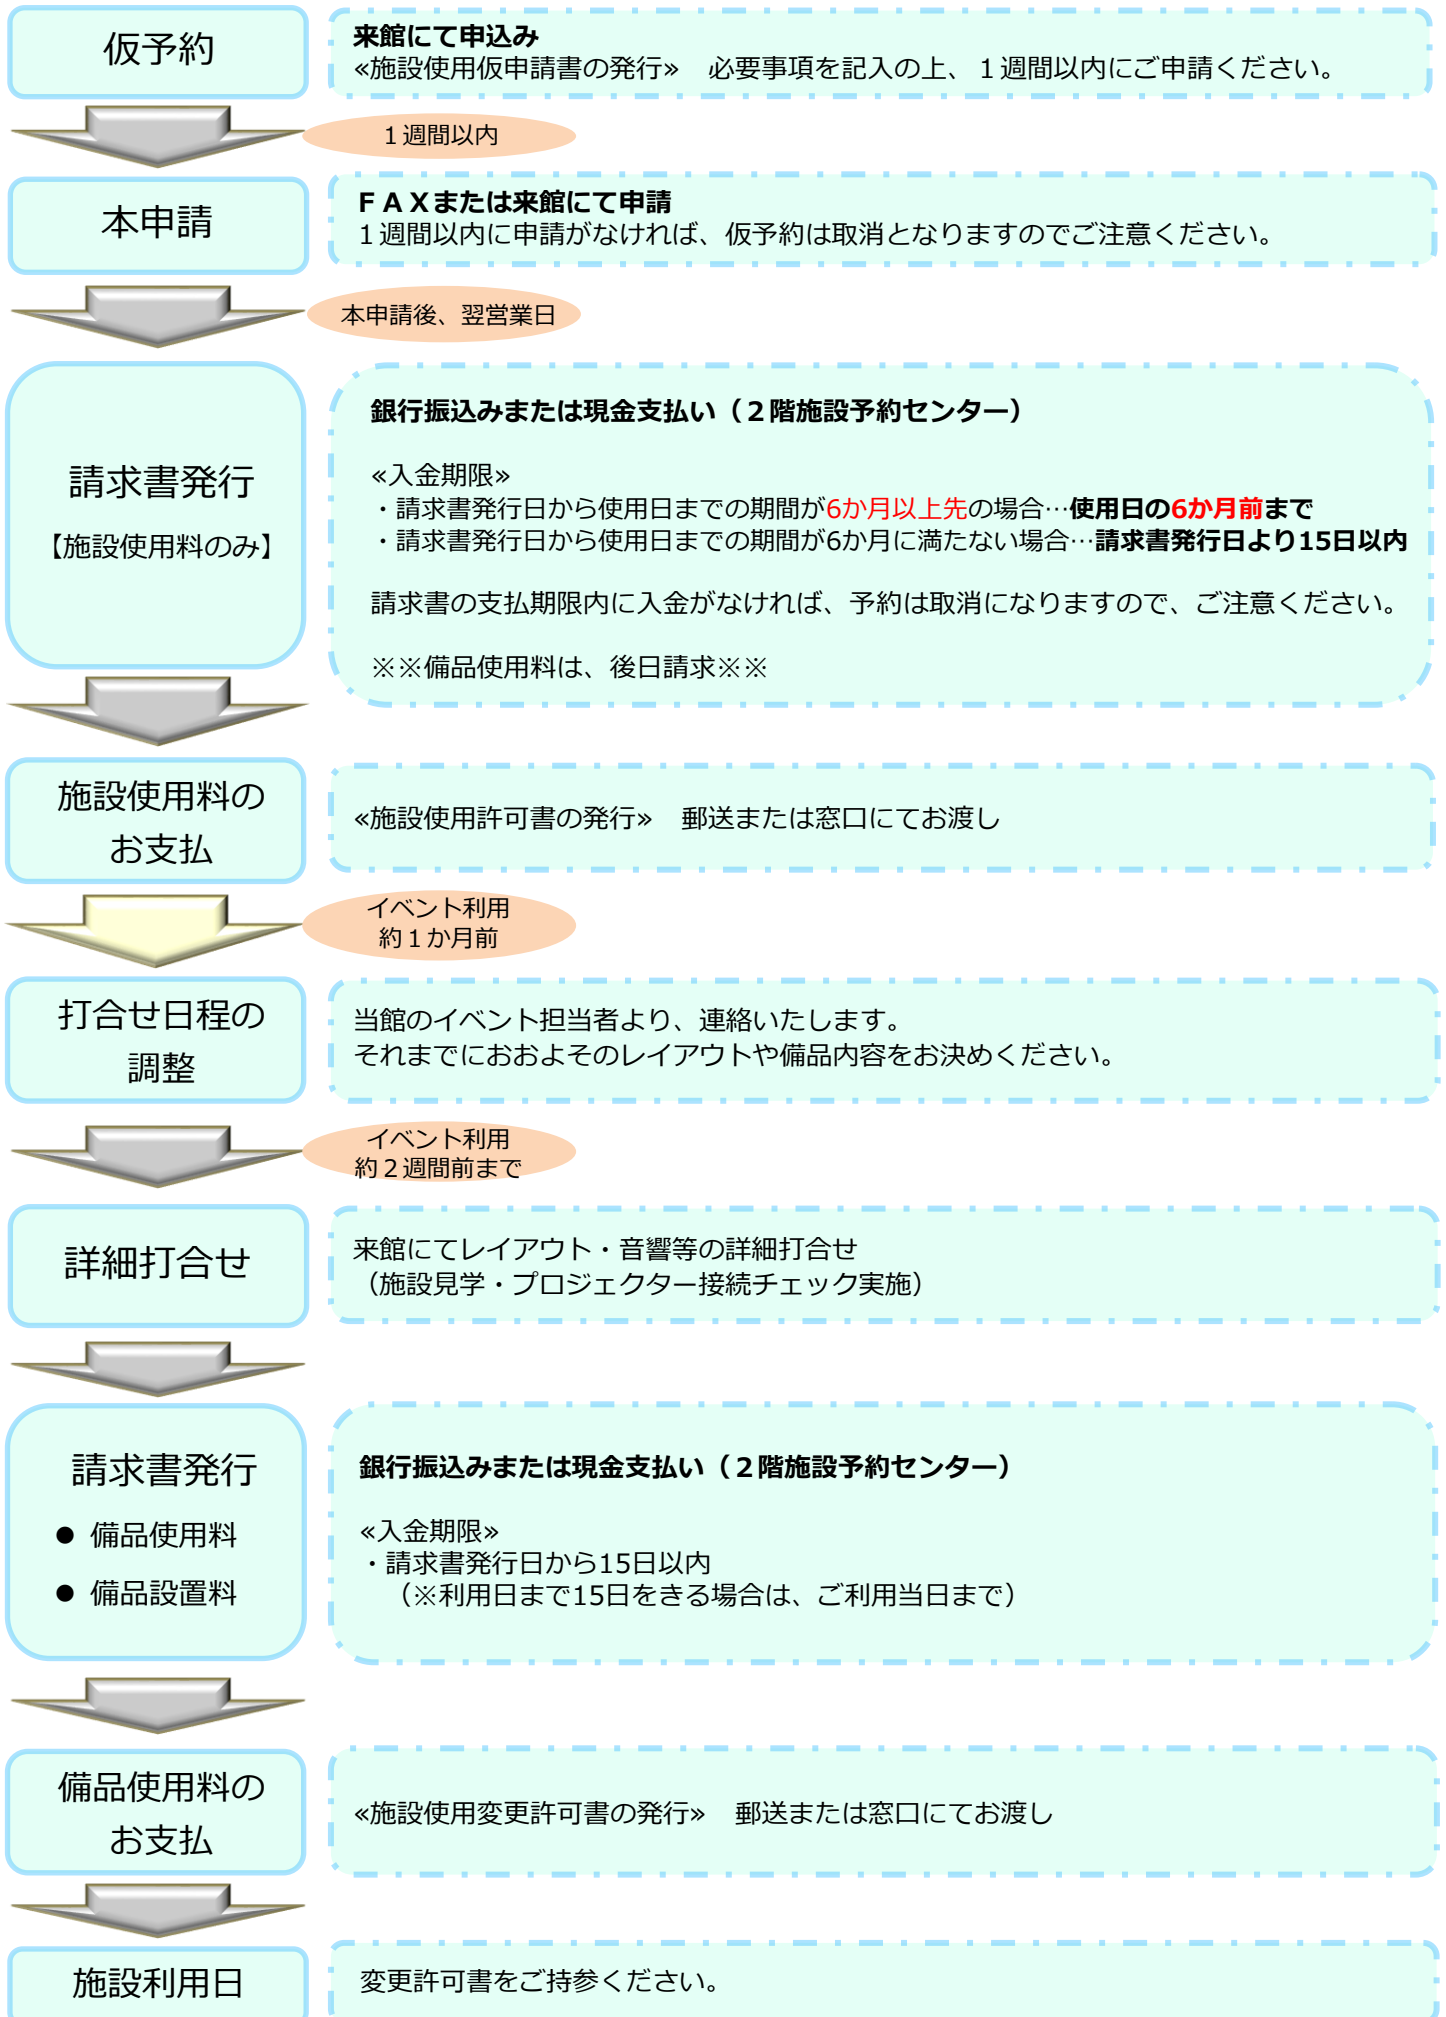 仮予約
来館にて申込み
≪施設使用仮申請書の発行≫　必要事項を記入の上、１週間以内にご申請ください。
１週間以内
本申請
ＦＡＸまたは来館にて申請
１週間以内に申請がなければ、仮予約は取消となりますのでご注意ください。
本申請後、翌営業日
請求書発行
【施設使用料のみ】
銀行振込みまたは現金支払い（２階施設予約センター）
≪入金期限≫
・請求書発行日から使用日までの期間が6か月以上先の場合…使用日の6か月前まで
・請求書発行日から使用日までの期間が6か月に満たない場合…請求書発行日より15日以内
請求書の支払期限内に入金がなければ、予約は取消になりますので、ご注意ください。
※※備品使用料は、後日請求※※
施設使用料の
お支払
≪施設使用許可書の発行≫　郵送または窓口にてお渡し
イベント利用
約１か月前
打合せ日程の
調整
当館のイベント担当者より、連絡いたします。
それまでにおおよそのレイアウトや備品内容をお決めください。
イベント利用
約２週間前まで
詳細打合せ
来館にてレイアウト・音響等の詳細打合せ
（施設見学・プロジェクター接続チェック実施）
請求書発行
● 備品使用料
● 備品設置料
銀行振込みまたは現金支払い（２階施設予約センター）
≪入金期限≫
・請求書発行日から15日以内
（※利用日まで15日をきる場合は、ご利用当日まで）
備品使用料の
お支払
≪施設使用変更許可書の発行≫　郵送または窓口にてお渡し
施設利用日
変更許可書をご持参ください。